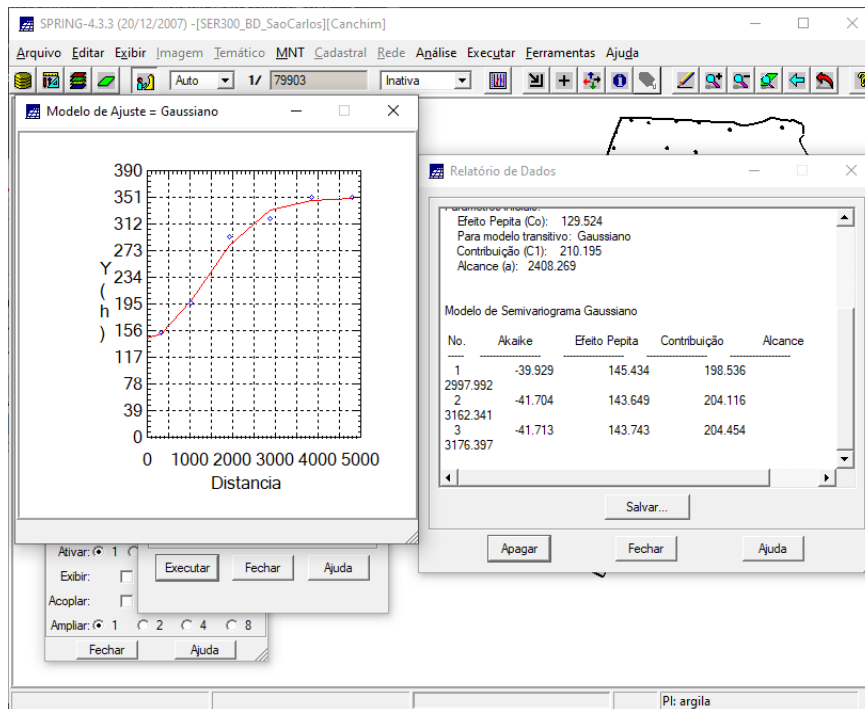 SPRING-4.3.3 (20/12/2007) -[SER300_BD_SaoCarlos][Canchim]
Arquivo Editar Exibir Imagem Temático MNT Cadastral Rede Análise Executar Ferramentas Ajuda
Auto 1/ 79903 Inativa
Modelo de Ajuste = Gaussiano
390
351
312
273
234
195
156
117
78
39
0
Y(h)
0 1000 2000 3000 4000 5000
Distancia
Relatório de Dados
Parâmetros Iniciais:
Efeito Pepita (Co): 129.524
Para modelo transitivo: Gaussiano
Contribuição (C1): 210.195
Alcance (a): 2408.269
Modelo de Semivariograma Gaussiano
No. Akaike Efeito Pepita Contribuição Alcance
----- -------------------- -------------------- -------------------- --------------------
1 -39.929 145.434 198.536
2997.992
2 -41.704 143.649 204.116
3162.341
3 -41.713 143.743 204.454
3176.397
Salvar...
Apagar Fechar Ajuda
Executar Fechar Ajuda
Ativar: 1
Exibir:
Acoplar:
Ampliar: 1 2 4 8
Fechar Ajuda
PI: argila